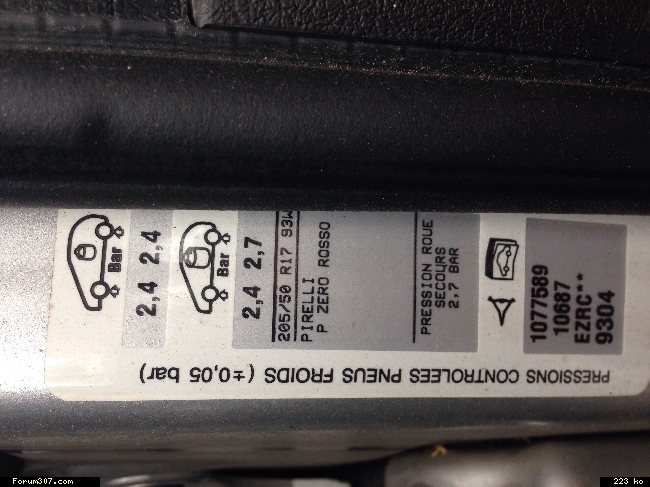 Bar
2,4 2,4
Bar
2,4 2,7
205/50 R17 93W
PIRELLI
P ZERO ROSSO
PRESSION ROUE
SECOURS
2,7 BAR
1077589
10687
EZRC**
9304
PRESSIONS CONTROLEES PNEUS FROIDS (±0,05 bar)
Forum307.com
223 ko